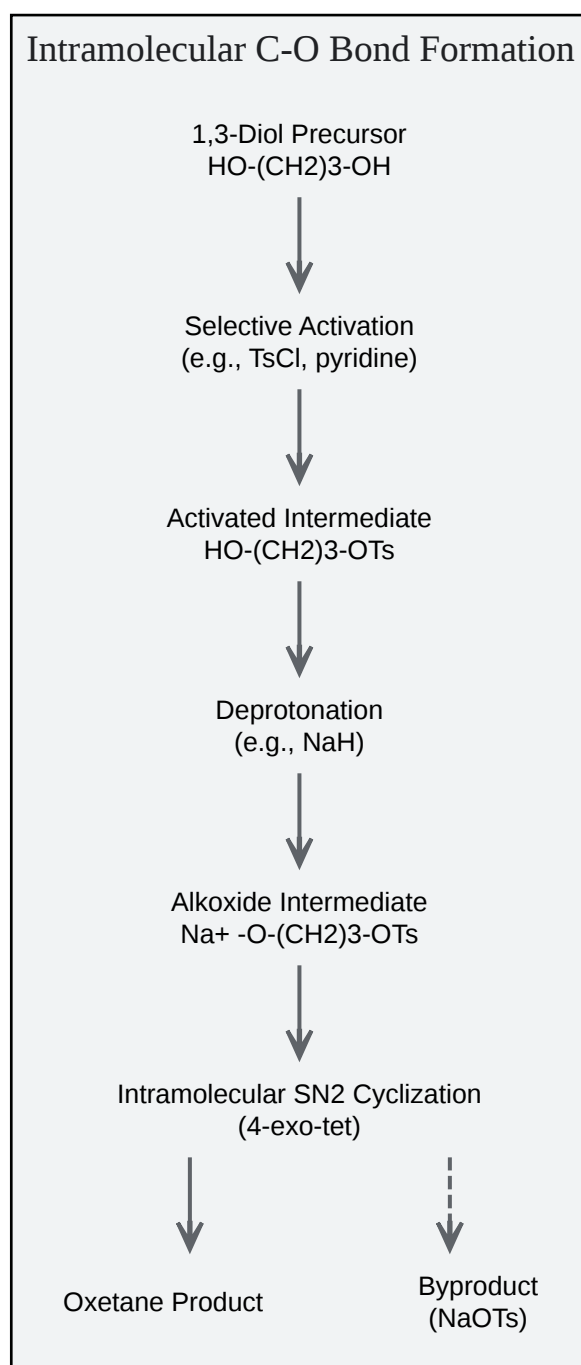 Intramolecular C-O Bond Formation
1,3-Diol Precursor
HO-(CH2)3-OH
Selective Activation
(e.g., TsCl, pyridine)
Activated Intermediate
HO-(CH2)3-OTs
Deprotonation
(e.g., NaH)
Alkoxide Intermediate
Na+ -O-(CH2)3-OTs
Intramolecular SN2 Cyclization
(4-exo-tet)
Oxetane Product
Byproduct
(NaOTs)